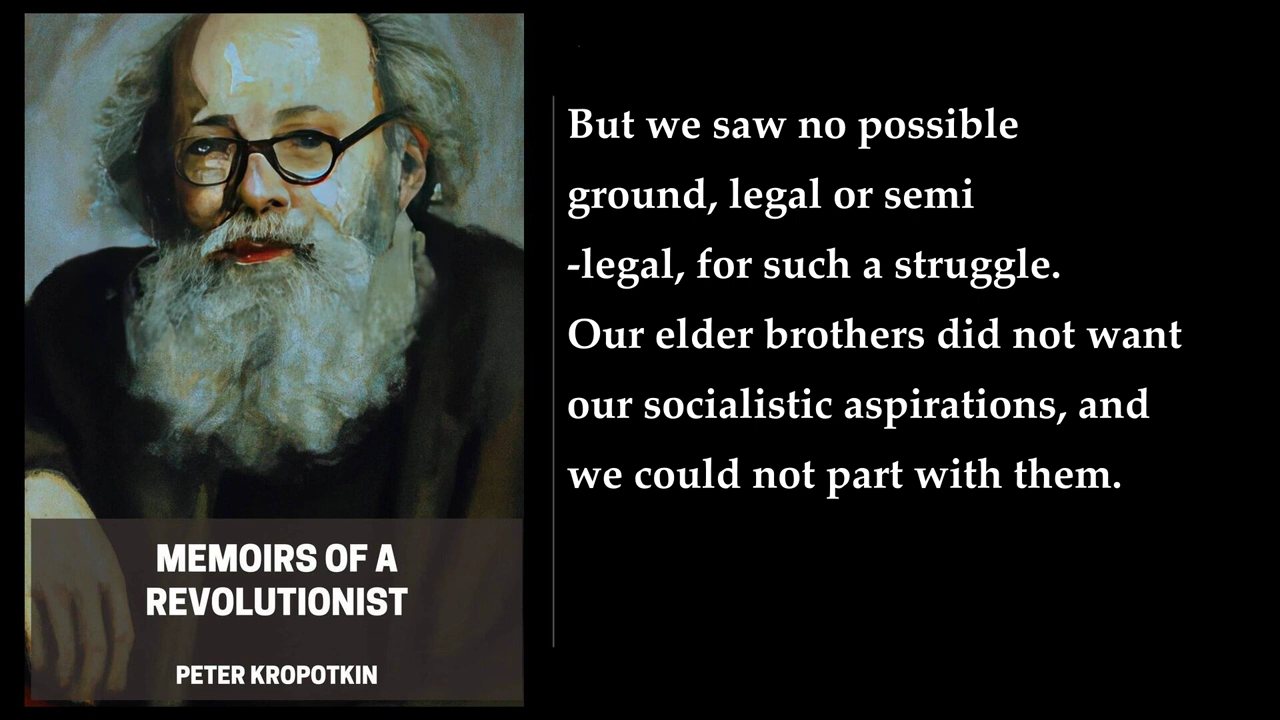 MEMOIRS OF A
REVOLUTIONIST
PETER KROPOTKIN
But we saw no possible
ground, legal or semi
-legal, for such a struggle.
Our elder brothers did not want
our socialistic aspirations, and
we could not part with them.